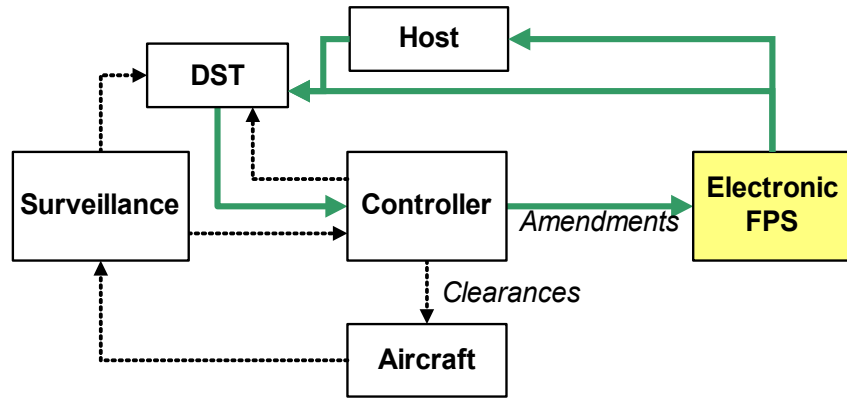 Host
DST
Surveillance
Controller
Amendments
Electronic
FPS
Clearances
Aircraft